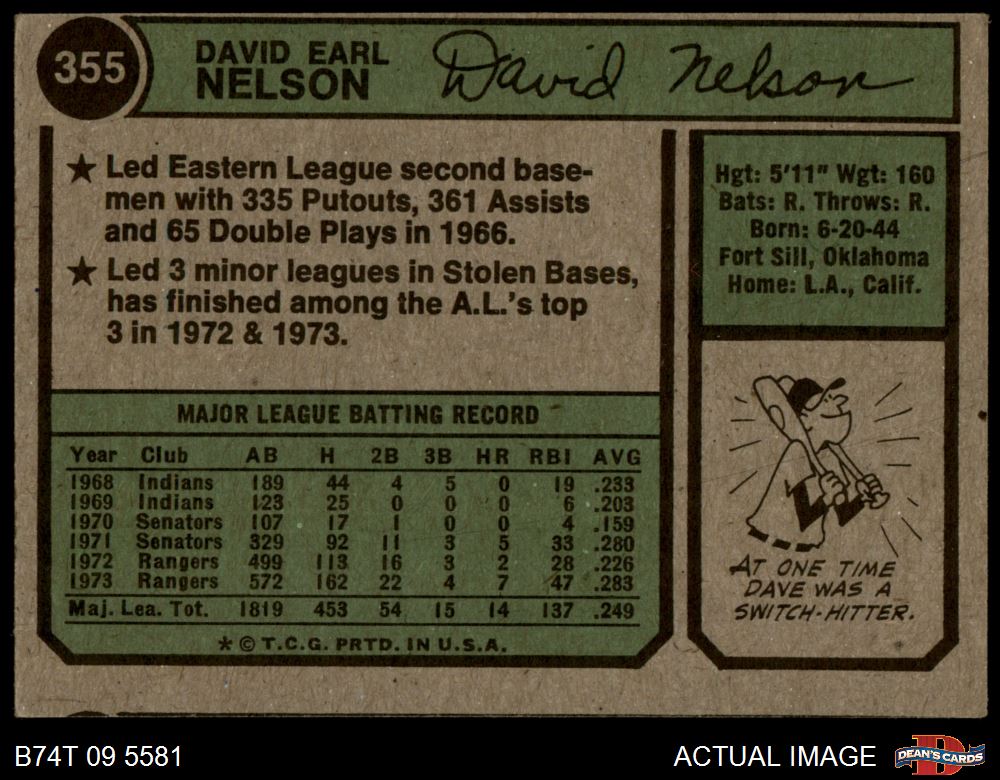 355
DAVID EARL
NELSON
David Nelson
★ Led Eastern League second base-
men with 335 Putouts, 361 Assists
and 65 Double Plays in 1966.
★ Led 3 minor leagues in Stolen Bases,
has finished among the A.L.'s top
3 in 1972 & 1973.
Hgt: 5'11" Wgt: 160
Bats: R. Throws: R.
Born: 6-20-44
Fort Sill, Oklahoma
Home: L.A., Calif.
MAJOR LEAGUE BATTING RECORD
Year Club AB H 2B 3B HR RBI AVG
1968 Indians 189 44 4 5 0 19 .233
1969 Indians 123 25 0 0 0 6 .203
1970 Senators 107 17 1 0 0 4 .159
1971 Senators 329 92 11 3 5 33 .280
1972 Rangers 499 113 16 3 2 28 .226
1973 Rangers 572 162 22 4 7 47 .283
Maj. Lea. Tot. 1819 453 54 15 14 137 .249
* © T.C.G. PRTD. IN U.S.A.
AT ONE TIME
DAVE WAS A
SWITCH-HITTER.
B74T 09 5581
ACTUAL IMAGE
D
DEAN'S CARDS